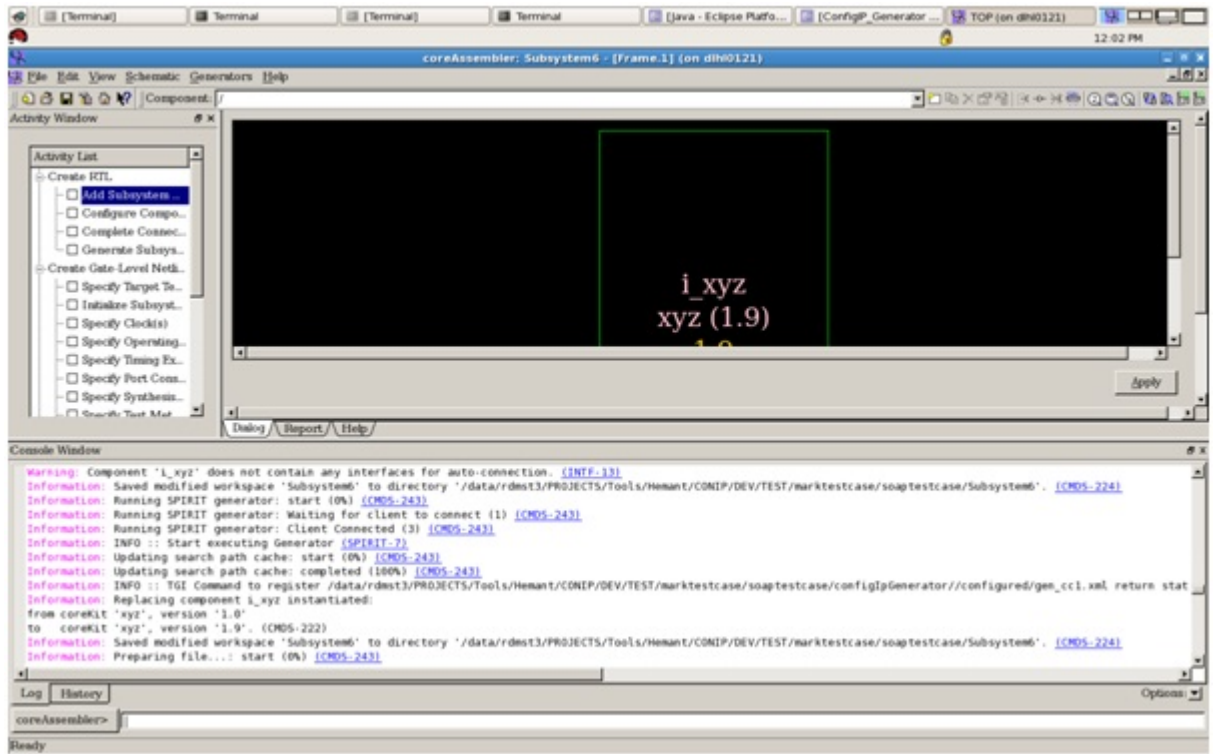 [Terminal] Terminal [Terminal] Terminal [Java - Eclipse Platfo... [ConfigIP_Generator ... TOP (on dlhl0121)
12:02 PM
coreAssembler: Subsystem6 - [Frame.1] (on dlhl0121)
File Edit View Schematic Generators Help
Component: /
Activity Window
Activity List
Create RTL
Add Subsystem ...
Configure Compo...
Complete Connec...
Generate Subsys...
Create Gate-Level Netli...
Specify Target Te...
Initialize Subsyst...
Specify Clock(s)
Specify Operating...
Specify Timing Ex...
Specify Port Cons...
Specify Synthesis...
Specify Test Met...
i_xyz
xyz (1.9)
1.9
Apply
Dialog Report Help
Console Window
Warning: Component 'i_xyz' does not contain any interfaces for auto-connection. (INTF-13)
Information: Saved modified workspace 'Subsystem6' to directory '/data/rdmst3/PROJECTS/Tools/Hemant/CONIP/DEV/TEST/marktestcase/soaptestcase/Subsystem6'. (CMDS-224)
Information: Running SPIRIT generator: start (0%) (CMDS-243)
Information: Running SPIRIT generator: Waiting for client to connect (1) (CMDS-243)
Information: Running SPIRIT generator: Client Connected (3) (CMDS-243)
Information: INFO :: Start executing Generator (SPIRIT-7)
Information: Updating search path cache: start (0%) (CMDS-243)
Information: Updating search path cache: completed (100%) (CMDS-243)
Information: INFO :: TGI Command to register /data/rdmst3/PROJECTS/Tools/Hemant/CONIP/DEV/TEST/marktestcase/soaptestcase/configIpGenerator//configured/gen_cc1.xml return stat
Information: Replacing component i_xyz instantiated:
from coreKit 'xyz', version '1.0'
to coreKit 'xyz', version '1.9'. (CMDS-222)
Information: Saved modified workspace 'Subsystem6' to directory '/data/rdmst3/PROJECTS/Tools/Hemant/CONIP/DEV/TEST/marktestcase/soaptestcase/Subsystem6'. (CMDS-224)
Information: Preparing file...: start (0%) (CMDS-243)
Log History
Options:
coreAssembler>
Ready